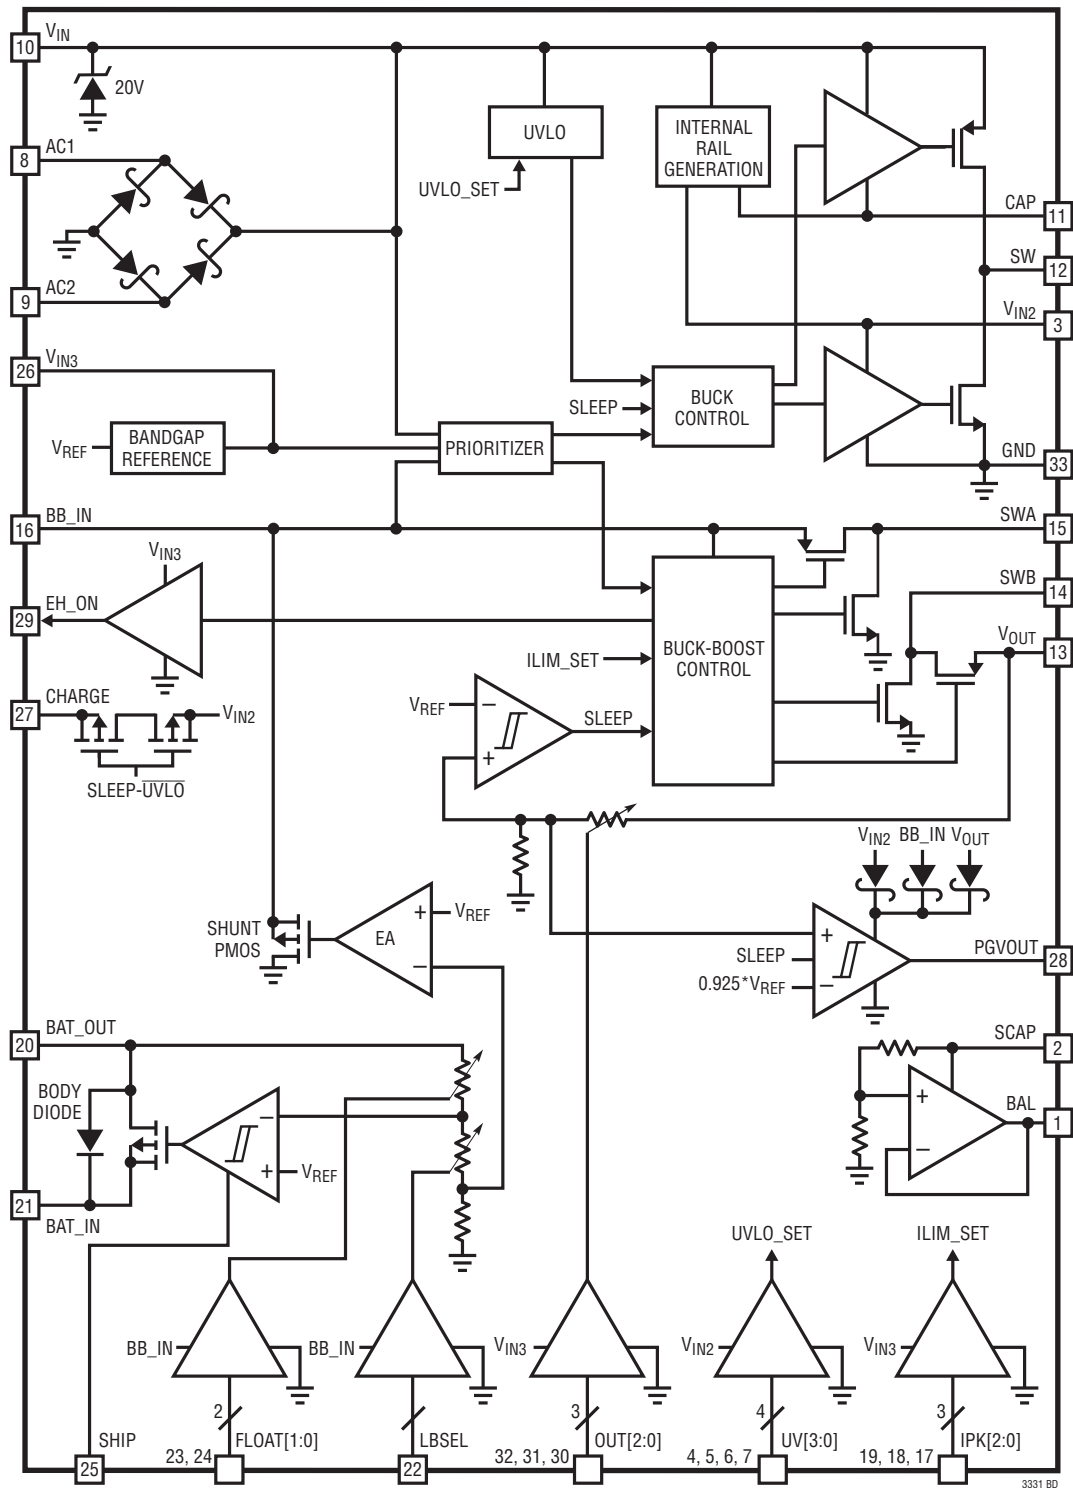 10
VIN
20V
8
AC1
9
AC2
UVLO
UVLO_SET
INTERNAL
RAIL
GENERATION
CAP
11
SW
12
VIN2
3
26
VIN3
SLEEP
BUCK
CONTROL
VREF
BANDGAP
REFERENCE
PRIORITIZER
GND
33
16
BB_IN
SWA
15
VIN3
29
EH_ON
SWB
14
VOUT
13
ILIM_SET
BUCK-BOOST
CONTROL
27
CHARGE
VIN2
SLEEP-UVLO
VREF
−
+
SLEEP
VIN2
BB_IN
VOUT
SHUNT
PMOS
EA
+
−
VREF
+
−
SLEEP
0.925*VREF
PGVOUT
28
20
BAT_OUT
SCAP
2
BODY
DIODE
−
+
VREF
+
−
BAL
1
21
BAT_IN
UVLO_SET
ILIM_SET
BB_IN
BB_IN
VIN3
VIN2
VIN3
2
3
4
3
SHIP
25
23, 24
FLOAT[1:0]
22
LBSEL
32, 31, 30
OUT[2:0]
4, 5, 6, 7
UV[3:0]
19, 18, 17
IPK[2:0]
3331 BD